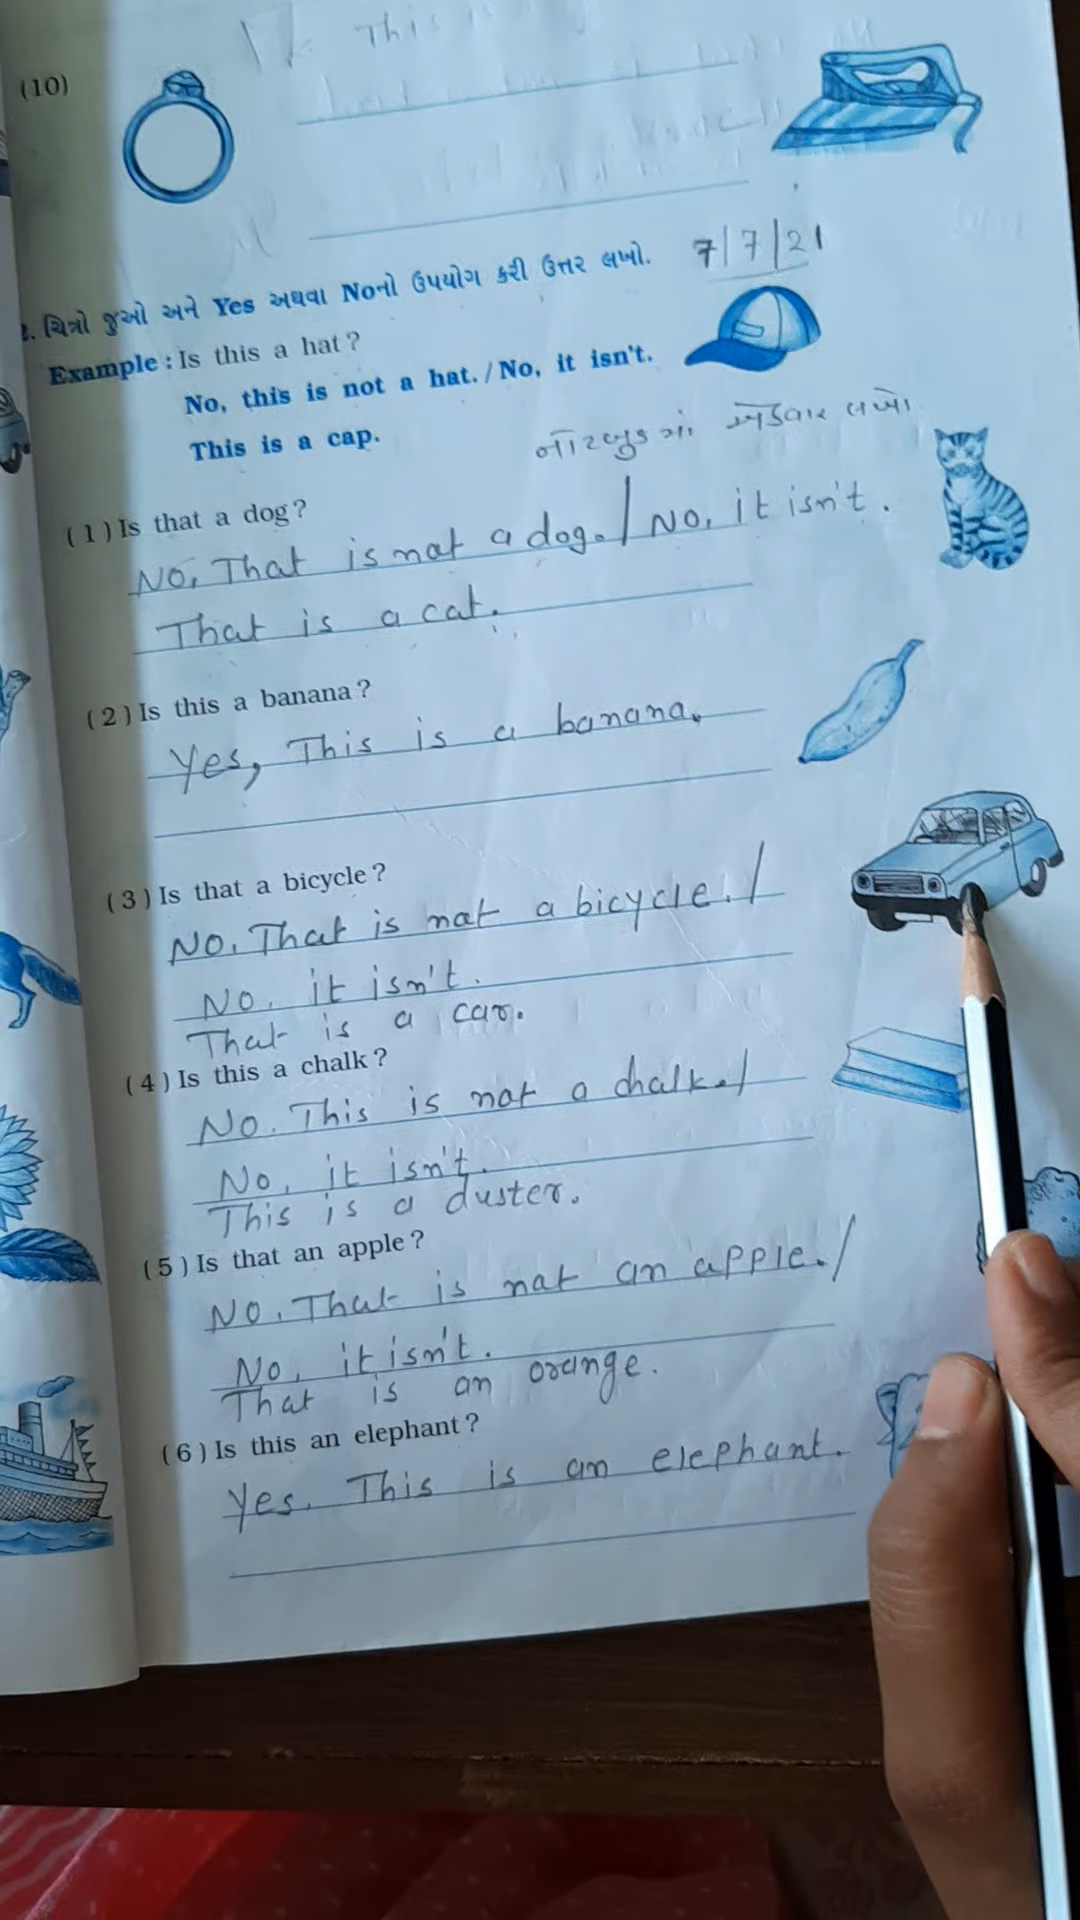 This is
(10)
૨. ચિત્રો જુઓ અને Yes અથવા Noનો ઉપયોગ કરી ઉત્તર લખો. 7/7/21
Example : Is this a hat?
No, this is not a hat. / No, it isn't.
This is a cap.
નોટબુક માં એકવાર લખો
(1) Is that a dog?
No, That is not a dog. / No, it isn't.
That is a cat.
(2) Is this a banana?
Yes, This is a banana.
(3) Is that a bicycle?
No, That is not a bicycle. /
No, it isn't.
That is a car.
(4) Is this a chalk?
No. This is not a chalk. /
No, it isn't.
This is a duster.
(5) Is that an apple?
No. That is not an apple. /
No, it isn't.
That is an orange.
(6) Is this an elephant?
Yes. This is an elephant.